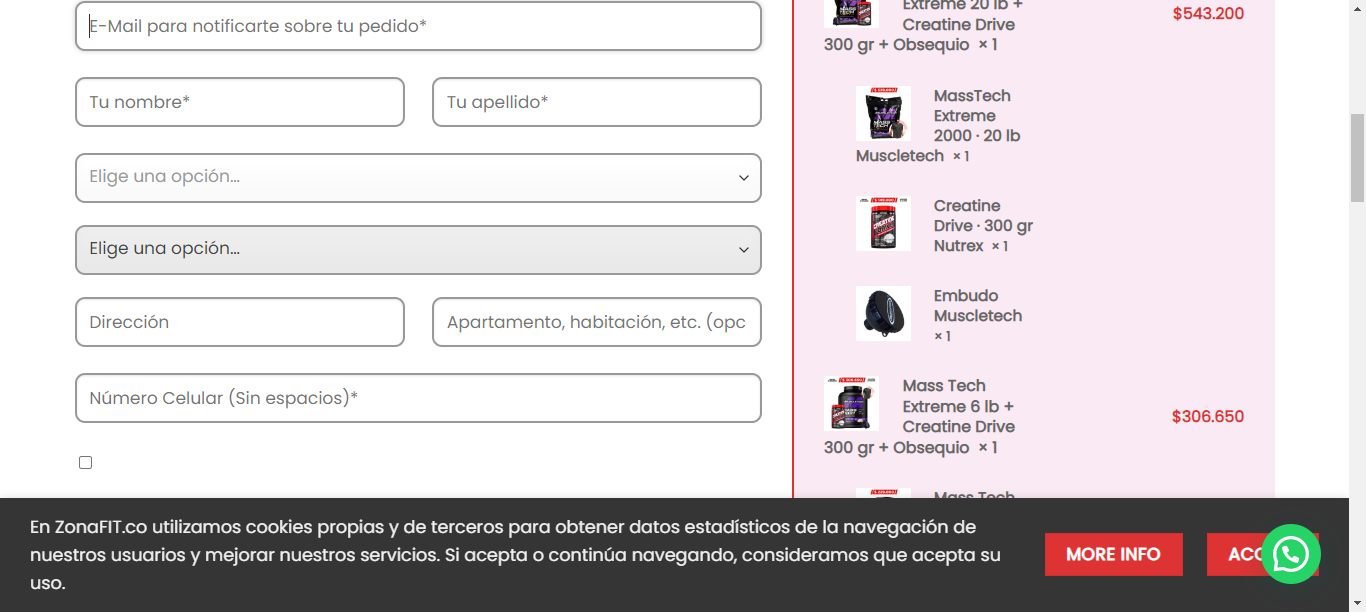 E-Mail para notificarte sobre tu pedido*
Tu nombre*
Tu apellido*
Elige una opción...
Elige una opción...
Dirección
Apartamento, habitación, etc. (opc
Número Celular (Sin espacios)*
Extreme 20 lb +
Creatine Drive
300 gr + Obsequio × 1
$543.200
MassTech
Extreme
2000 · 20 lb
Muscletech × 1
Creatine
Drive · 300 gr
Nutrex × 1
Embudo
Muscletech
× 1
Mass Tech
Extreme 6 lb +
Creatine Drive
300 gr + Obsequio × 1
$306.650
Mass Tech
En ZonaFIT.co utilizamos cookies propias y de terceros para obtener datos estadísticos de la navegación de
nuestros usuarios y mejorar nuestros servicios. Si acepta o continúa navegando, consideramos que acepta su
uso.
MORE INFO